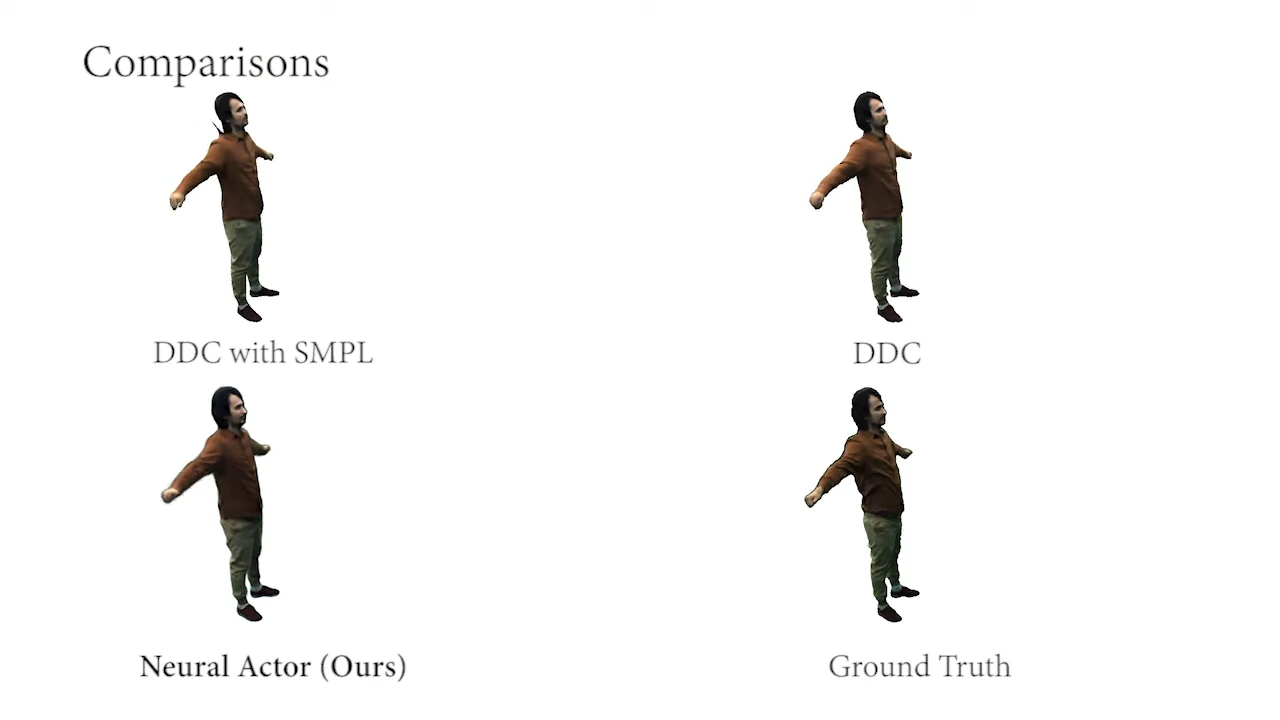 Comparisons
DDC with SMPL
DDC
Neural Actor (Ours)
Ground Truth